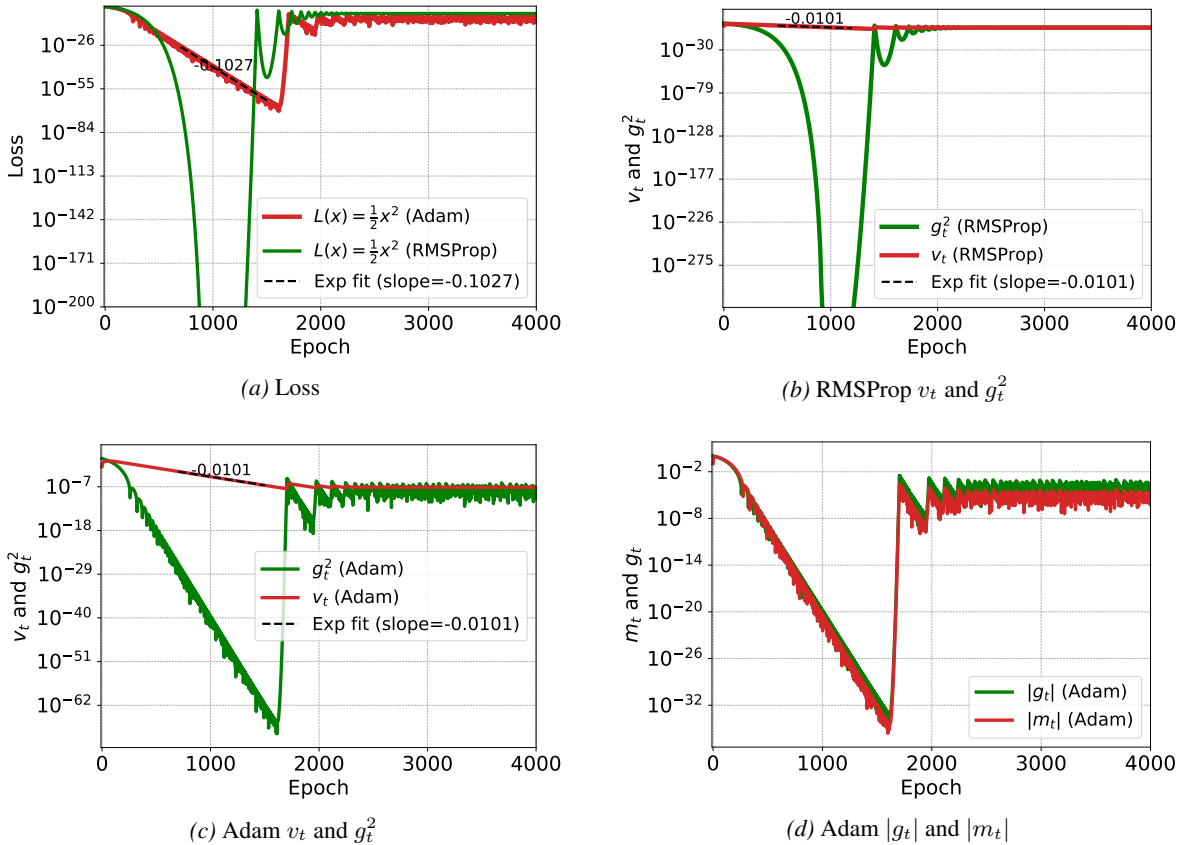 10^{-26}
10^{-55}
10^{-84}
10^{-113}
10^{-142}
10^{-171}
10^{-200}
Loss
-0.1027
L(x) = \frac{1}{2}x^2 (Adam)
L(x) = \frac{1}{2}x^2 (RMSProp)
Exp fit (slope=-0.1027)
0 1000 2000 3000 4000
Epoch
(a) Loss
10^{-30}
10^{-79}
10^{-128}
10^{-177}
10^{-226}
10^{-275}
v_t and g_t^2
-0.0101
g_t^2 (RMSProp)
v_t (RMSProp)
Exp fit (slope=-0.0101)
0 1000 2000 3000 4000
Epoch
(b) RMSProp v_t and g_t^2
10^{-7}
10^{-18}
10^{-29}
10^{-40}
10^{-51}
10^{-62}
v_t and g_t^2
-0.0101
g_t^2 (Adam)
v_t (Adam)
Exp fit (slope=-0.0101)
0 1000 2000 3000 4000
Epoch
(c) Adam v_t and g_t^2
10^{-2}
10^{-8}
10^{-14}
10^{-20}
10^{-26}
10^{-32}
m_t and g_t
|g_t| (Adam)
|m_t| (Adam)
0 1000 2000 3000 4000
Epoch
(d) Adam |g_t| and |m_t|